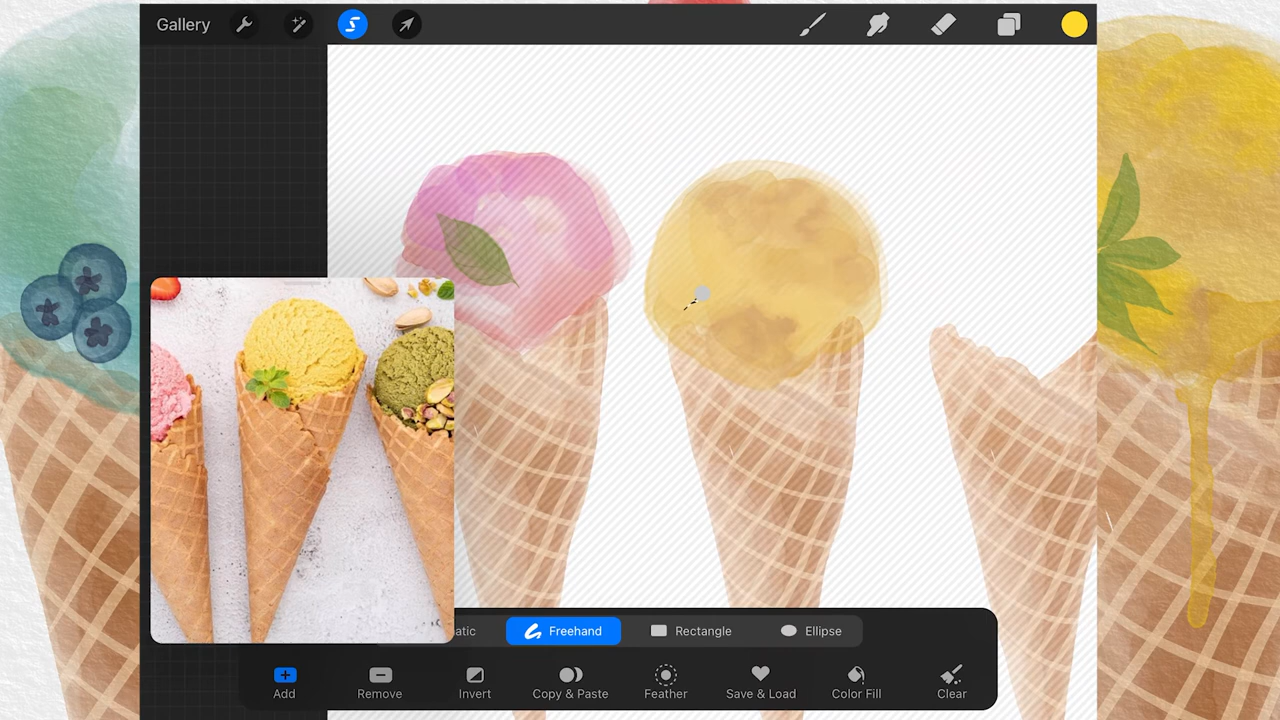 Gallery
atic
Freehand
Rectangle
Ellipse
Add
Remove
Invert
Copy & Paste
Feather
Save & Load
Color Fill
Clear